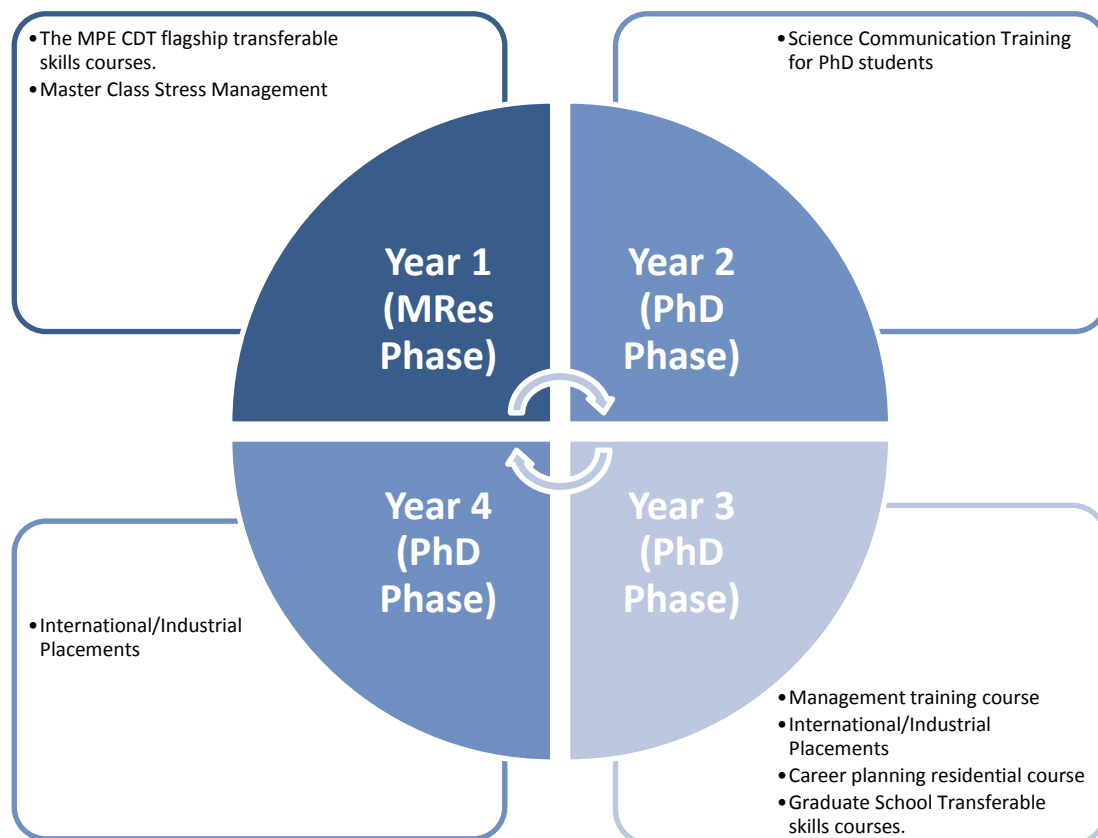 •The MPE CDT flagship transferable
skills courses.
•Master Class Stress Management
•Science Communication Training
for PhD students
Year 1
(MRes
Phase)
Year 2
(PhD
Phase)
Year 4
(PhD
Phase)
Year 3
(PhD
Phase)
•International/Industrial
Placements
•Management training course
•International/Industrial
Placements
•Career planning residential course
•Graduate School Transferable
skills courses.